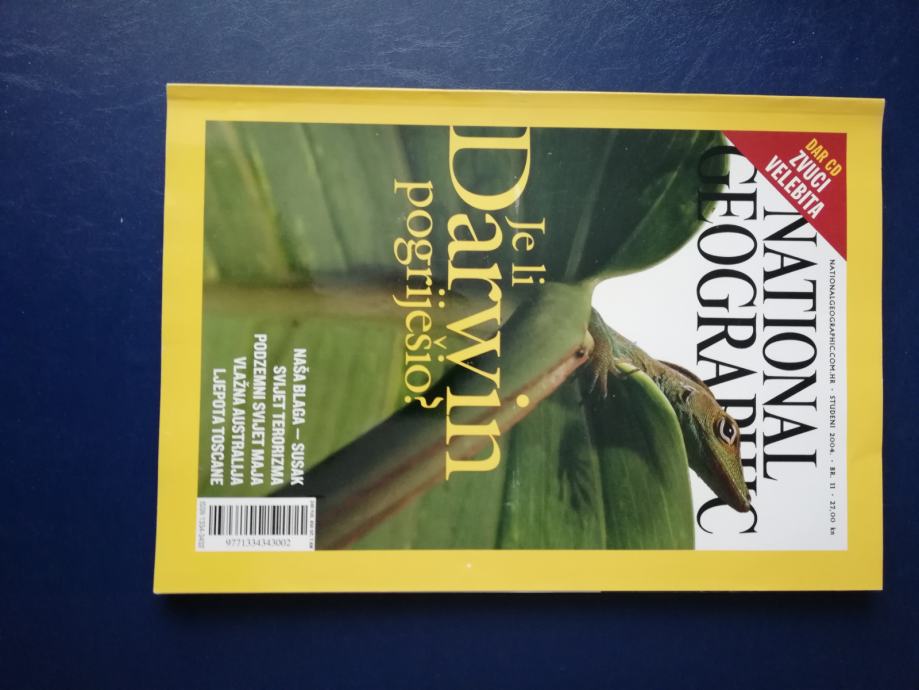 DAR CD
ZVUCI
VELEBITA
NATIONALGEOGRAPHIC.COM.HR • STUDENI 2004. • BR. 11 • 27,00 kn
NATIONAL
GEOGRAPHIC
Je li
Darwin
pogriješio?
NAŠA BLAGA – SUSAK
SVIJET TERORIZMA
PODZEMNI SVIJET MAJA
VLAŽNA AUSTRALIJA
LJEPOTA TOSCANE
9771334343002